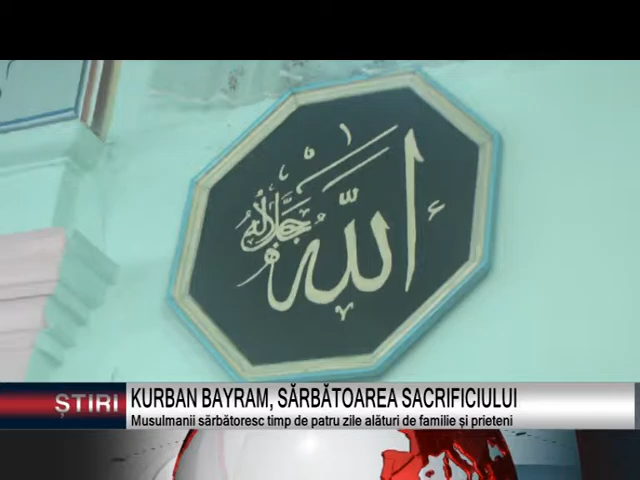 الله جل جلاله
ȘTIRI
KURBAN BAYRAM, SĂRBĂTOAREA SACRIFICIULUI
Musulmanii sărbătoresc timp de patru zile alături de familie și prieteni